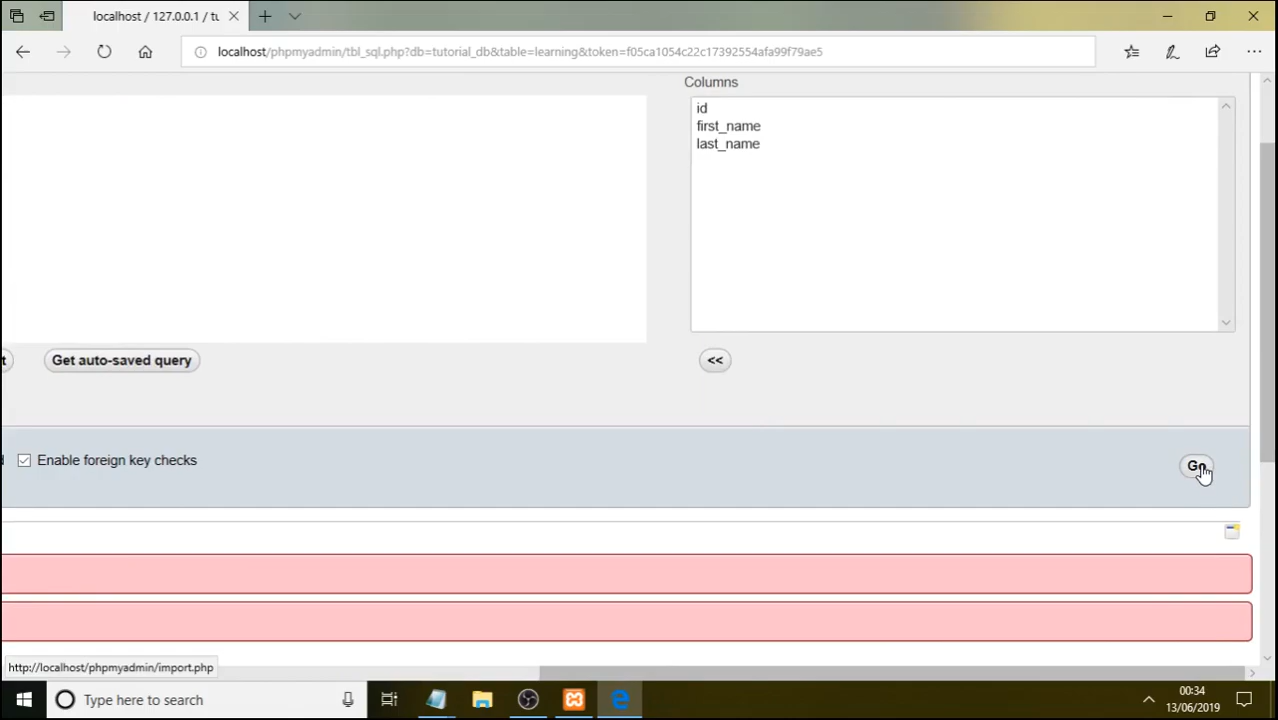 localhost / 127.0.0.1 / tu
localhost/phpmyadmin/tbl_sql.php?db=tutorial_db&table=learning&token=f05ca1054c22c17392554afa99f79ae5
Columns
id
first_name
last_name
t
Get auto-saved query
<<
d
Enable foreign key checks
Go
http://localhost/phpmyadmin/import.php
Type here to search
00:34
13/06/2019